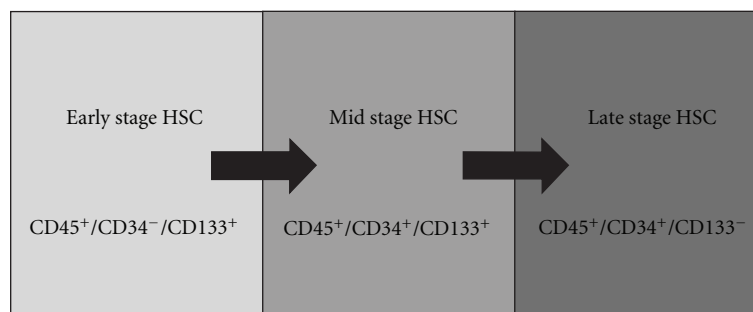 Early stage HSC
Mid stage HSC
Late stage HSC
CD45⁺/CD34⁻/CD133⁺
CD45⁺/CD34⁺/CD133⁺
CD45⁺/CD34⁺/CD133⁻